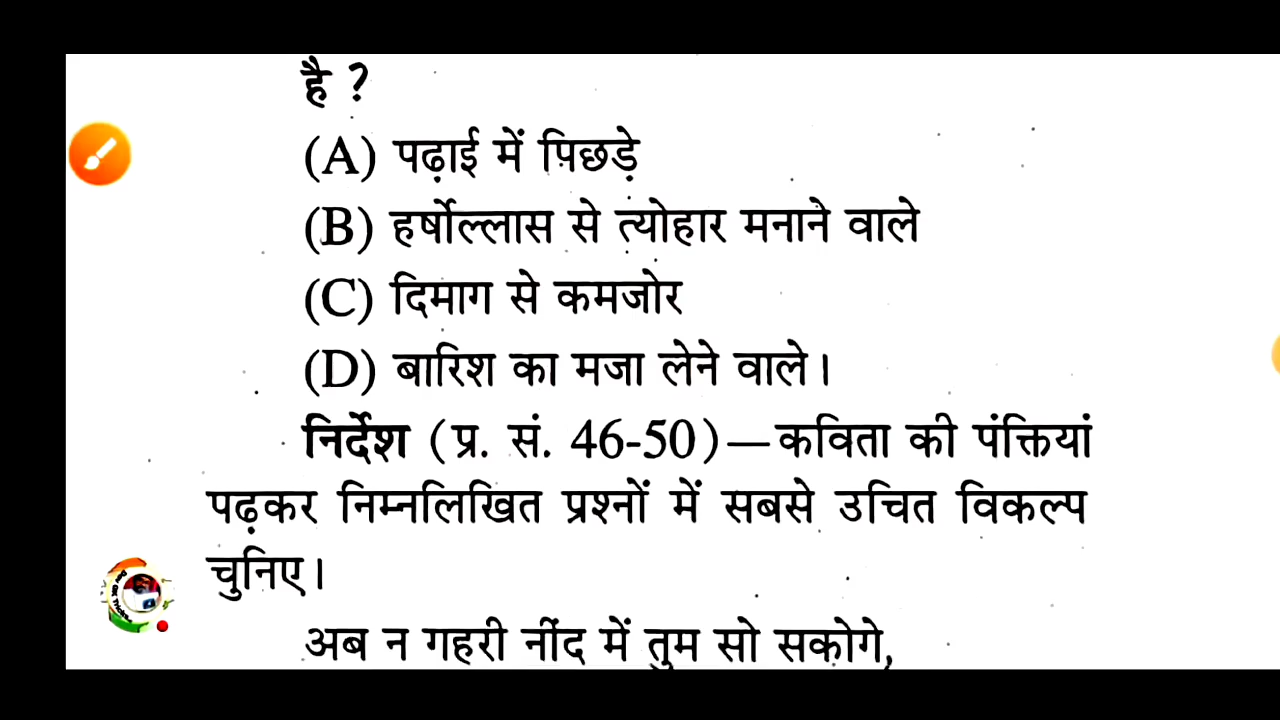 है ?
(A) पढ़ाई में पिछड़े
(B) हर्षोल्लास से त्योहार मनाने वाले
(C) दिमाग से कमजोर
(D) बारिश का मजा लेने वाले।
निर्देश (प्र. सं. 46-50)—कविता की पंक्तियां
पढ़कर निम्नलिखित प्रश्नों में सबसे उचित विकल्प
चुनिए।
अब न गहरी नींद में तुम सो सकोगे,